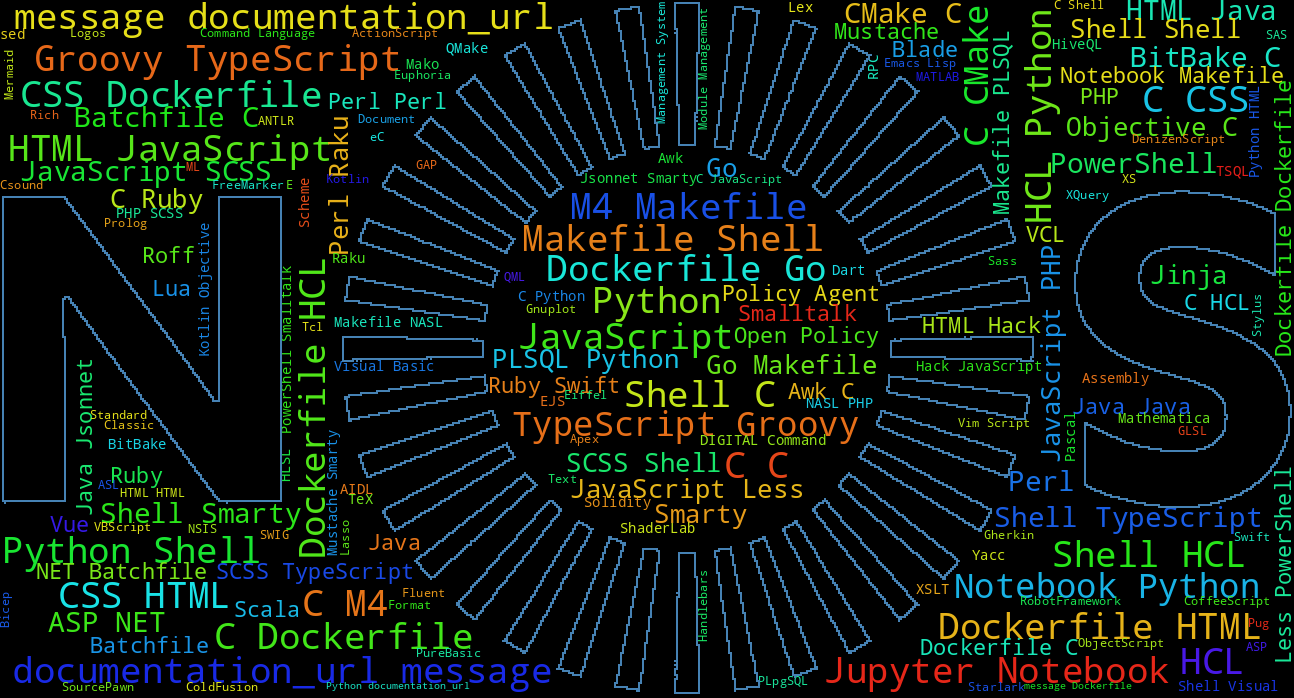 message documentation_url
sed
Logos
Command Language
ActionScript
QMake
Lex
CMake C
Mustache
Blade
Emacs Lisp
MATLAB
RPC
Management System
Module Management
C CMake
Makefile PLSQL
HCL Python
C Shell
HTML Java
Shell Shell
SAS
HiveQL
BitBake C
Notebook Makefile
PHP
C CSS
Python HTML
Dockerfile Dockerfile
Objective C
DenizenScript
PowerShell
TSQL
XS
XQuery
VCL
Mermaid
Groovy TypeScript
Mako
Euphoria
CSS Dockerfile
Perl Perl
Rich
Batchfile C
ANTLR
Document
eC
HTML JavaScript
Perl Raku
GAP
JavaScript
ML
SCSS
Kotlin
Csound
FreeMarker
E
Scheme
C Ruby
PHP SCSS
Prolog
Roff
Lua
Kotlin Objective
PowerShell Smalltalk
HLSL
Dockerfile HCL
Tcl
Raku
Makefile NASL
Visual Basic
Java Jsonnet
Standard
Classic
BitBake
Ruby
ASL
HTML HTML
Mustache Smarty
AIDL
TeX
Lasso
Awk
Go
Jsonnet Smarty
C JavaScript
M4 Makefile
Makefile Shell
Dockerfile Go
Dart
QML
C Python
Gnuplot
Python
Policy Agent
Smalltalk
JavaScript
Open Policy
PLSQL Python
Go Makefile
Ruby Swift
EJS
Eiffel
Shell C
Awk C
NASL PHP
TypeScript Groovy
Apex
DIGITAL Command
SCSS Shell
C C
Text
JavaScript Less
Solidity
Smarty
ShaderLab
Sass
HTML Hack
Hack JavaScript
Vim Script
JavaScript PHP
Pascal
Jinja
C HCL
Stylus
Assembly
Java Java
Mathematica
GLSL
Perl
Shell TypeScript
Gherkin
Swift
Yacc
Shell HCL
XSLT
Notebook Python
RobotFramework
CoffeeScript
Less PowerShell
Dockerfile HTML
Pug
Dockerfile C
ObjectScript
ASP
HCL
Jupyter Notebook
Starlark
message Dockerfile
Shell Visual
Shell Smarty
Vue
VBScript
NSIS
SWIG
Python Shell
Java
NET Batchfile
SCSS TypeScript
CSS HTML
Bicep
Scala
C M4
Fluent
Format
ASP NET
Batchfile
C Dockerfile
PureBasic
documentation_url message
SourcePawn
ColdFusion
Python documentation_url
Handlebars
PLpgSQL